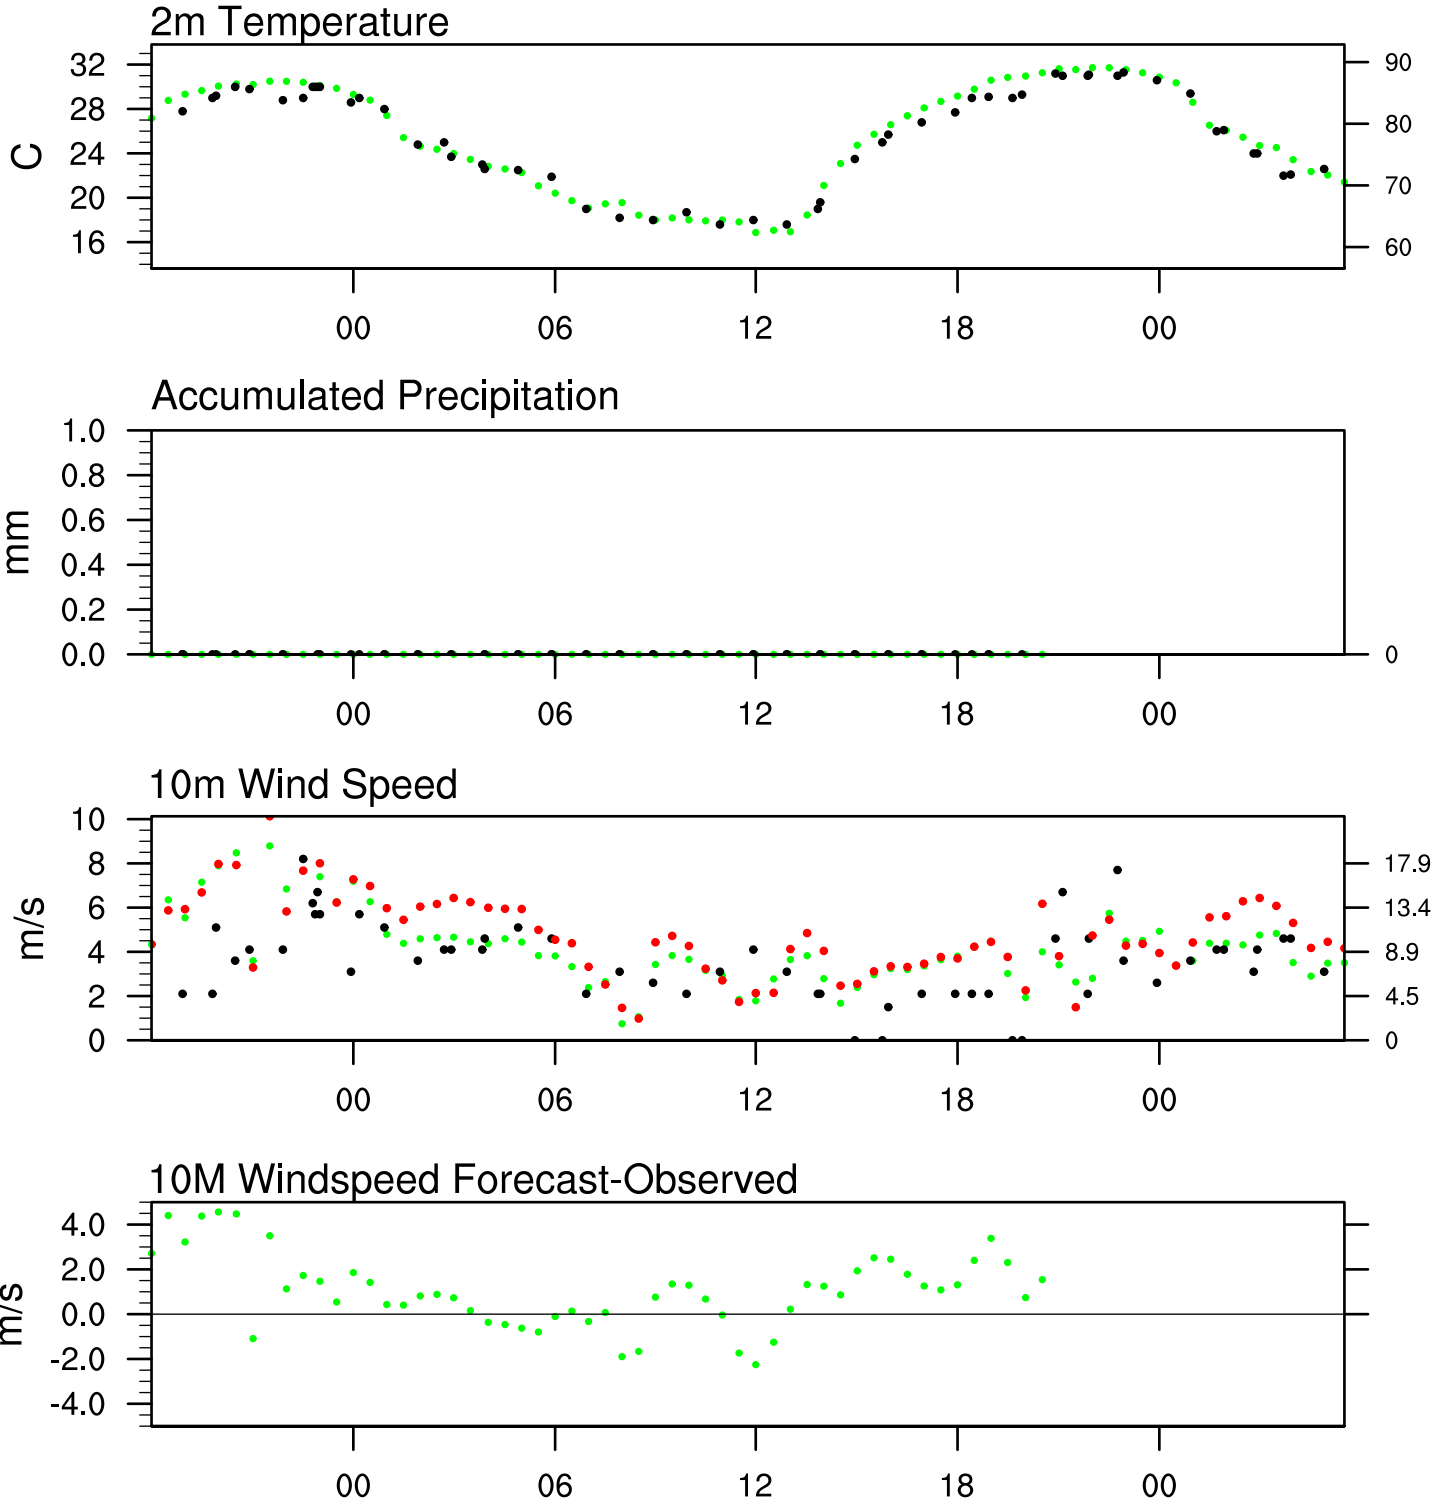 2m Temperature
32
28
24
20
16
C
90
80
70
60
00 06 12 18 00
Accumulated Precipitation
1.0
0.8
0.6
0.4
0.2
0.0
mm
0
00 06 12 18 00
10m Wind Speed
10
8
6
4
2
0
m/s
17.9
13.4
8.9
4.5
0
00 06 12 18 00
10M Windspeed Forecast-Observed
4.0
2.0
0.0
-2.0
-4.0
m/s
00 06 12 18 00